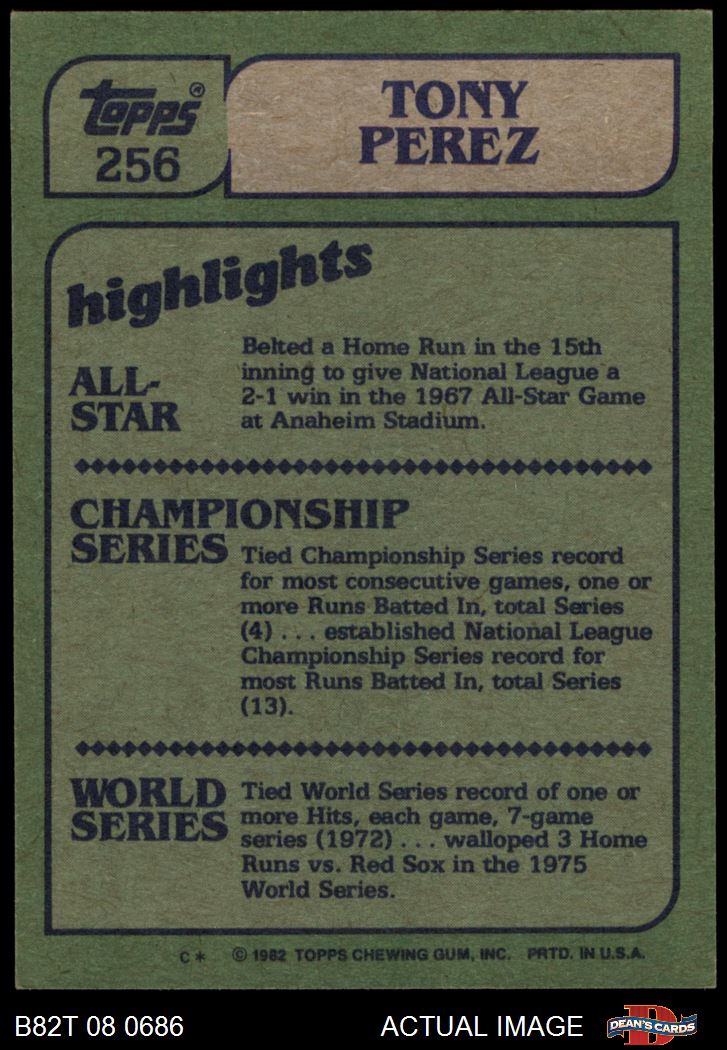 Topps®
256
TONY
PEREZ
highlights
ALL-
STAR
Belted a Home Run in the 15th
inning to give National League a
2-1 win in the 1967 All-Star Game
at Anaheim Stadium.
CHAMPIONSHIP
SERIES
Tied Championship Series record
for most consecutive games, one or
more Runs Batted In, total Series
(4) . . . established National League
Championship Series record for
most Runs Batted In, total Series
(13).
WORLD
SERIES
Tied World Series record of one or
more Hits, each game, 7-game
series (1972) . . . walloped 3 Home
Runs vs. Red Sox in the 1975
World Series.
C* © 1982 TOPPS CHEWING GUM, INC. PRTD. IN U.S.A.
B82T 08 0686 ACTUAL IMAGE DEAN'S CARDS